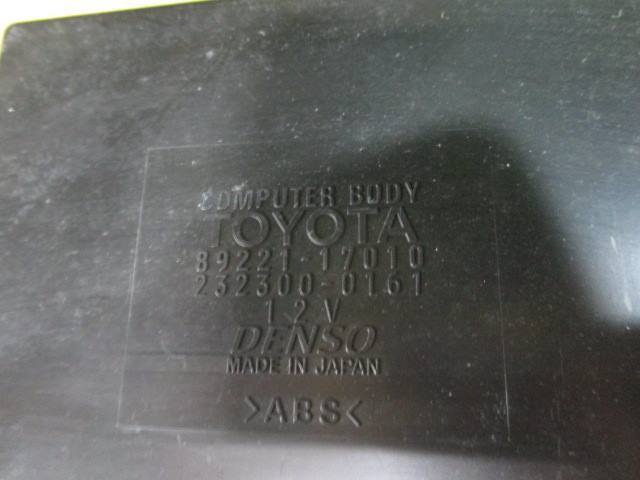 COMPUTER BODY
TOYOTA
89221-17010
232300-0161
12V
DENSO
MADE IN JAPAN
>ABS<